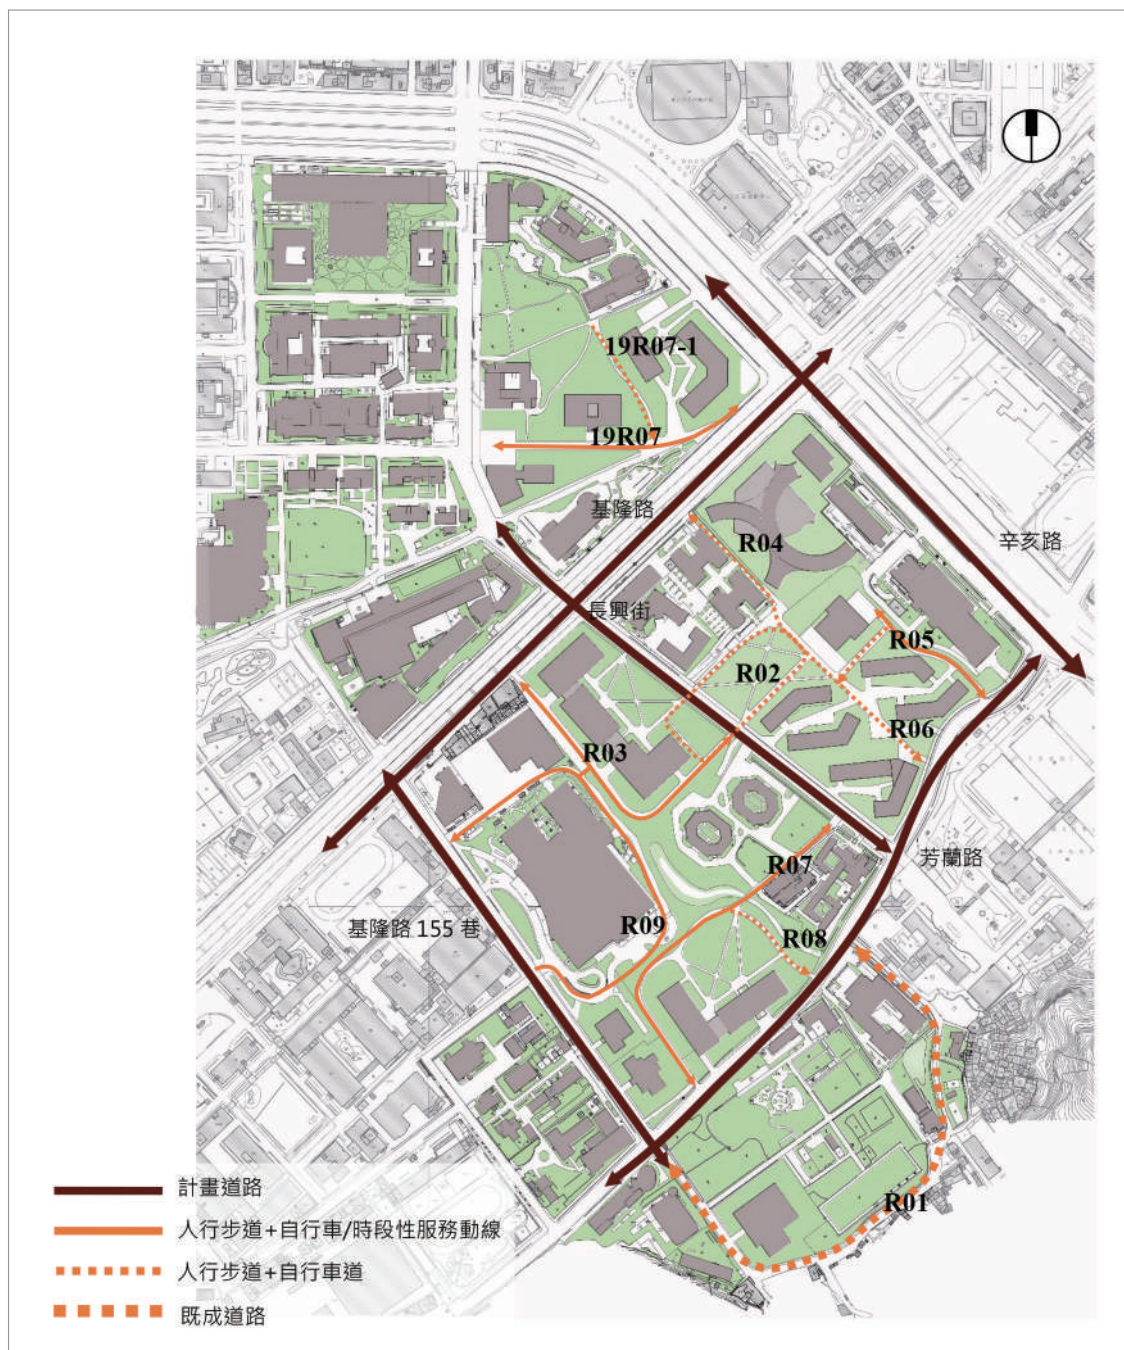 19R07-1
19R07
基隆路
R04
辛亥路
長興街
R05
R02
R06
R03
芳蘭路
R07
基隆路 155 巷
R09
R08
R01
計畫道路
人行步道+自行車/時段性服務動線
人行步道+自行車道
既成道路